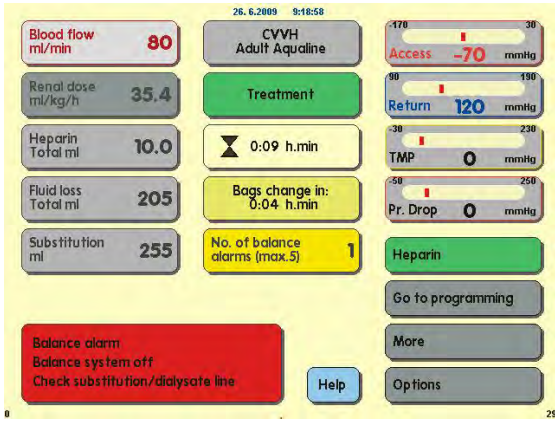 26. 6.2009 9:18:58
Blood flow
ml/min 80
CVVH
Adult Aqualine
-170 30
Access -70 mmHg
Renal dose
ml/kg/h 35.4
Treatment
90 190
Return 120 mmHg
Heparin
Total ml 10.0
0:09 h.min
-30 230
TMP 0 mmHg
Fluid loss
Total ml 205
Bags change in:
0:04 h.min
-50 250
Pr. Drop 0 mmHg
Substitution
ml 255
No. of balance
alarms (max.5) 1
Heparin
Go to programming
More
Options
Balance alarm
Balance system off
Check substitution/dialysate line
Help
0 29